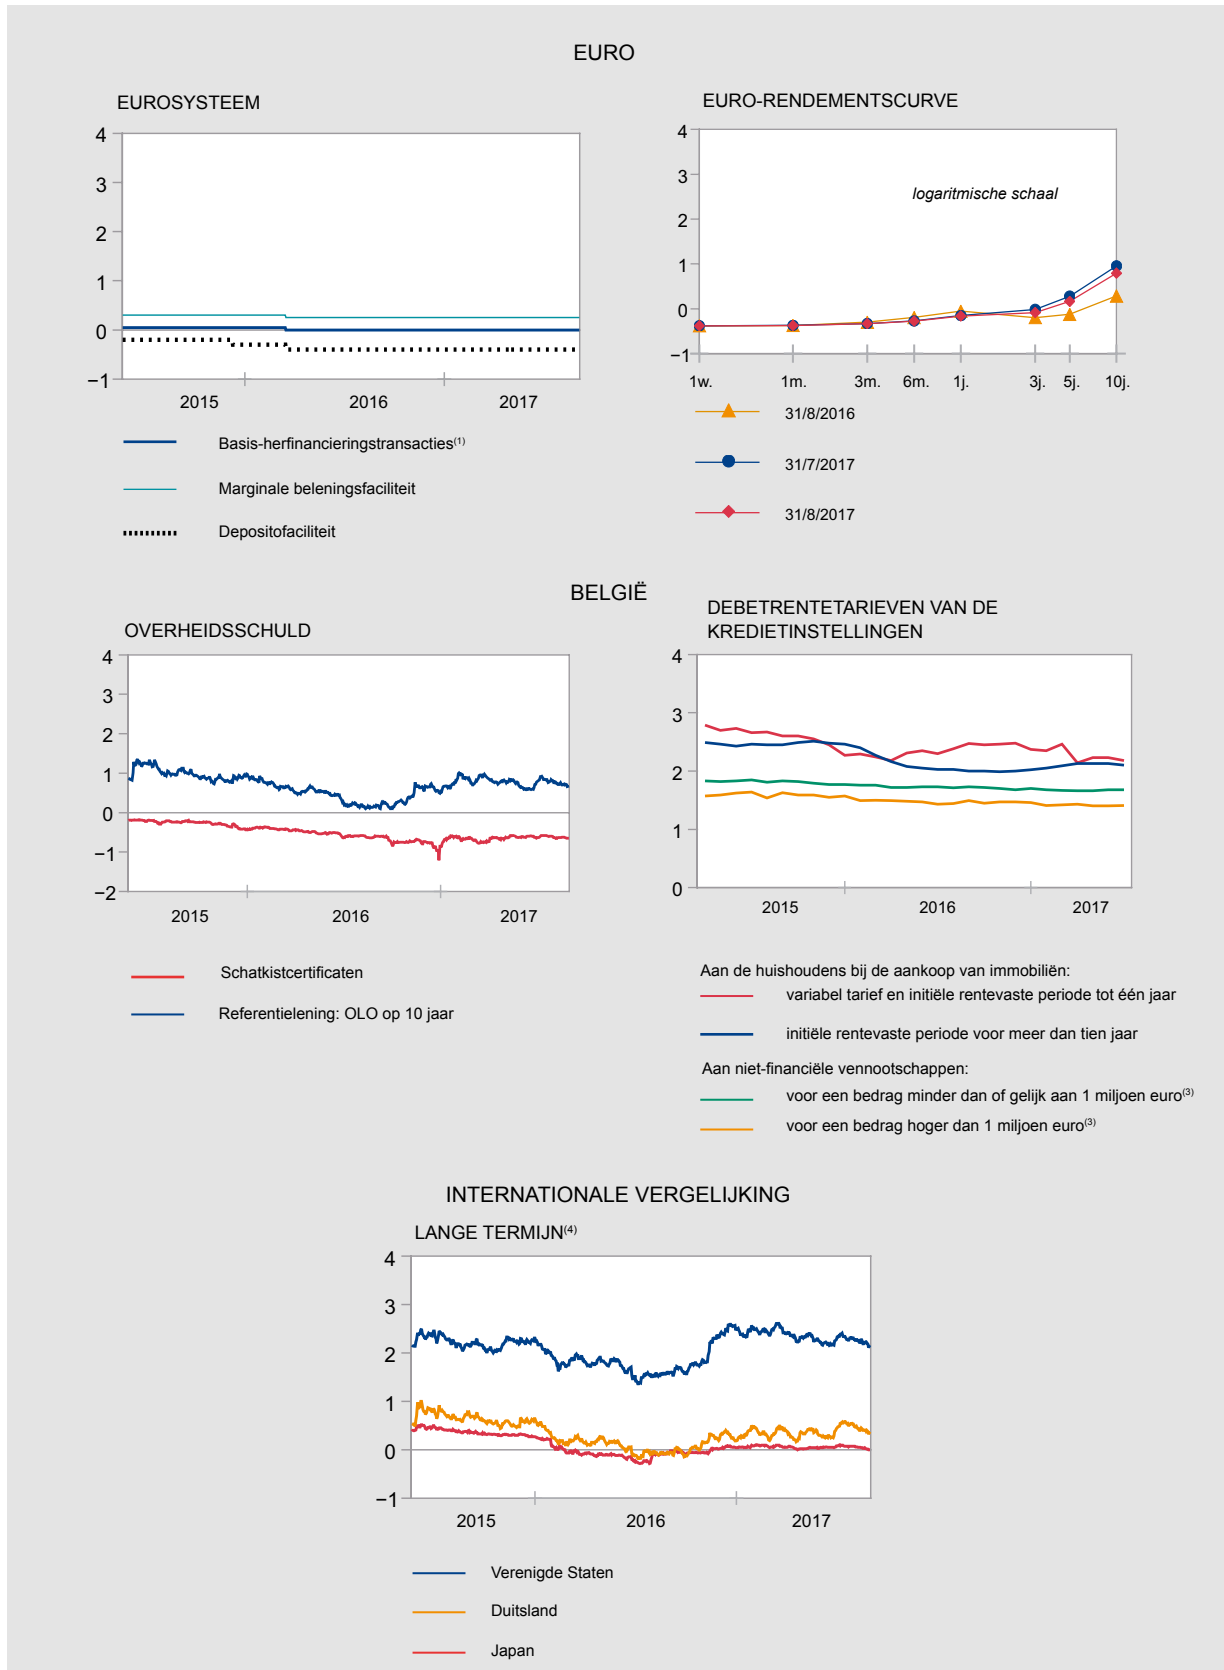 EURO
EUROSYSTEEM
4
3
2
1
0
−1
2015
2016
2017
Basis-herfinancieringstransacties(1)
Marginale beleningsfaciliteit
Depositofaciliteit
EURO-RENDEMENTSCURVE
4
3
2
1
0
−1
logaritmische schaal
1w.
1m.
3m.
6m.
1j.
3j.
5j.
10j.
31/8/2016
31/7/2017
31/8/2017
BELGIË
OVERHEIDSSCHULD
4
3
2
1
0
−1
−2
2015
2016
2017
Schatkistcertificaten
Referentielening: OLO op 10 jaar
DEBETRENTETARIEVEN VAN DE
KREDIETINSTELLINGEN
4
3
2
1
0
2015
2016
2017
Aan de huishoudens bij de aankoop van immobiliën:
variabel tarief en initiële rentevaste periode tot één jaar
initiële rentevaste periode voor meer dan tien jaar
Aan niet-financiële vennootschappen:
voor een bedrag minder dan of gelijk aan 1 miljoen euro(3)
voor een bedrag hoger dan 1 miljoen euro(3)
INTERNATIONALE VERGELIJKING
LANGE TERMIJN(4)
4
3
2
1
0
−1
2015
2016
2017
Verenigde Staten
Duitsland
Japan